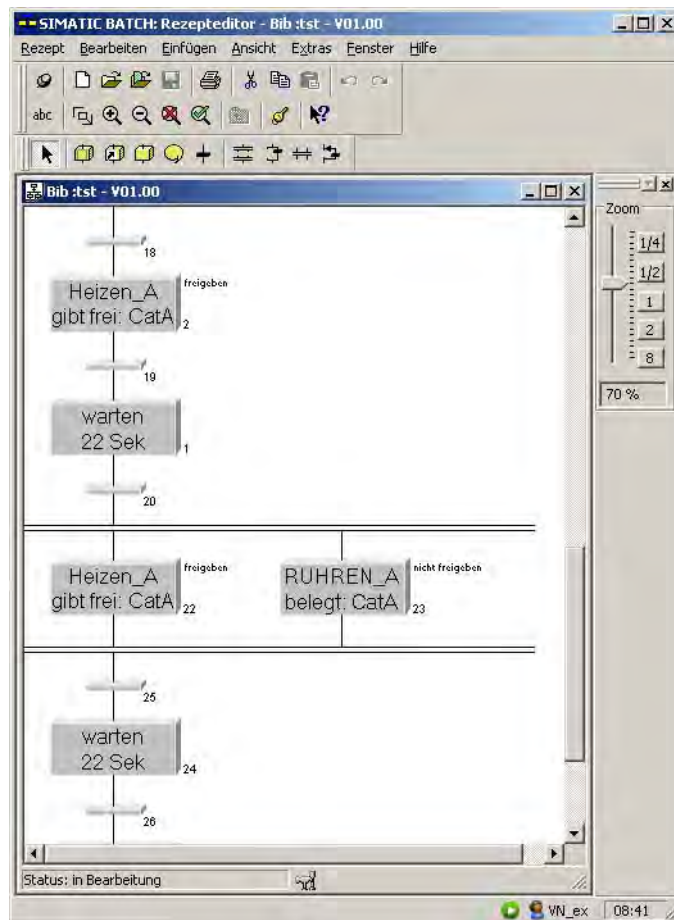 SIMATIC BATCH: Rezepteditor - Bib :tst - V01.00
Rezept Bearbeiten Einfügen Ansicht Extras Fenster Hilfe
abc
Bib :tst - V01.00
Zoom
18
1/4
Heizen_A freigeben
1/2
gibt frei: CatA 2
1
2
19
8
warten
70 %
22 Sek 1
20
Heizen_A freigeben
gibt frei: CatA 22
RUHREN_A nicht freigeben
belegt: CatA 23
25
warten
22 Sek 24
26
Status: in Bearbeitung
VN_ex 08:41